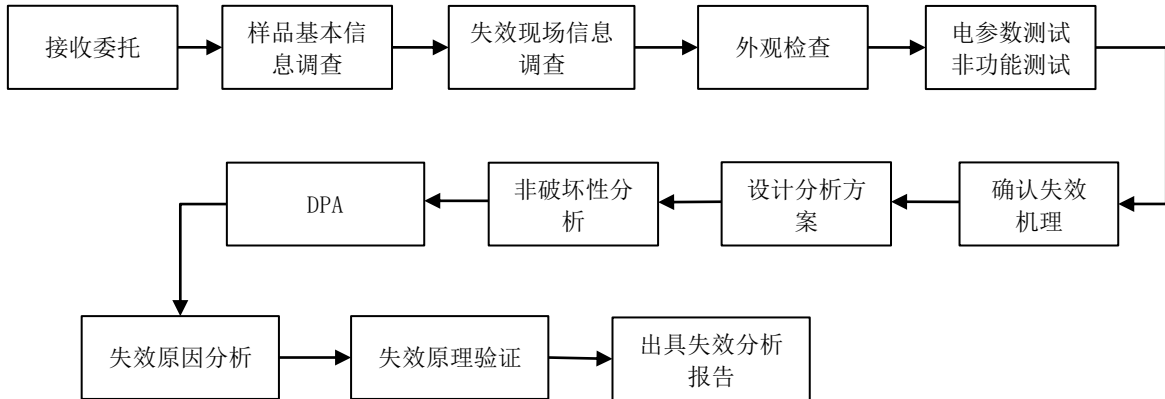 接收委托
样品基本信
息调查
失效现场信息
调查
外观检查
电参数测试
非功能测试
确认失效
机理
设计分析方
案
非破坏性分
析
DPA
失效原因分析
失效原理验证
出具失效分析
报告